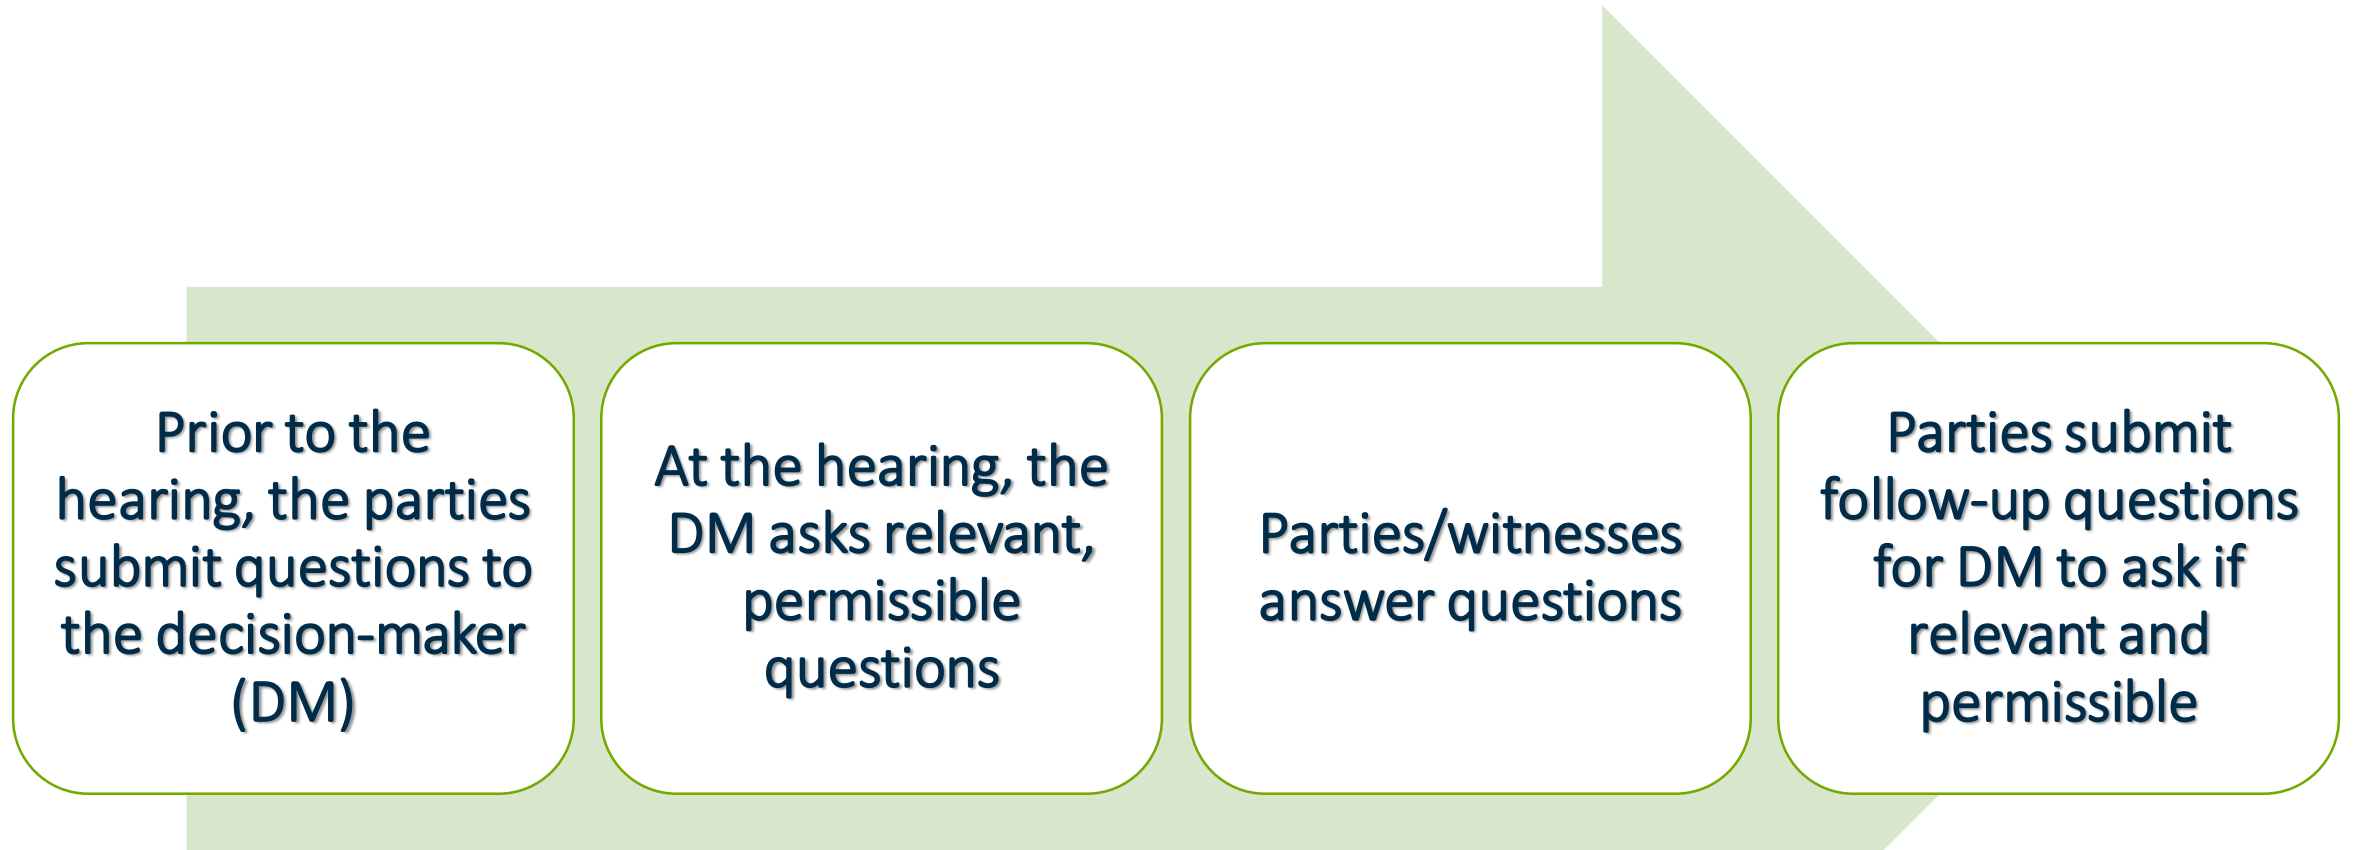 Prior to the
hearing, the parties
submit questions to
the decision-maker
(DM)
At the hearing, the
DM asks relevant,
permissible
questions
Parties/witnesses
answer questions
Parties submit
follow-up questions
for DM to ask if
relevant and
permissible